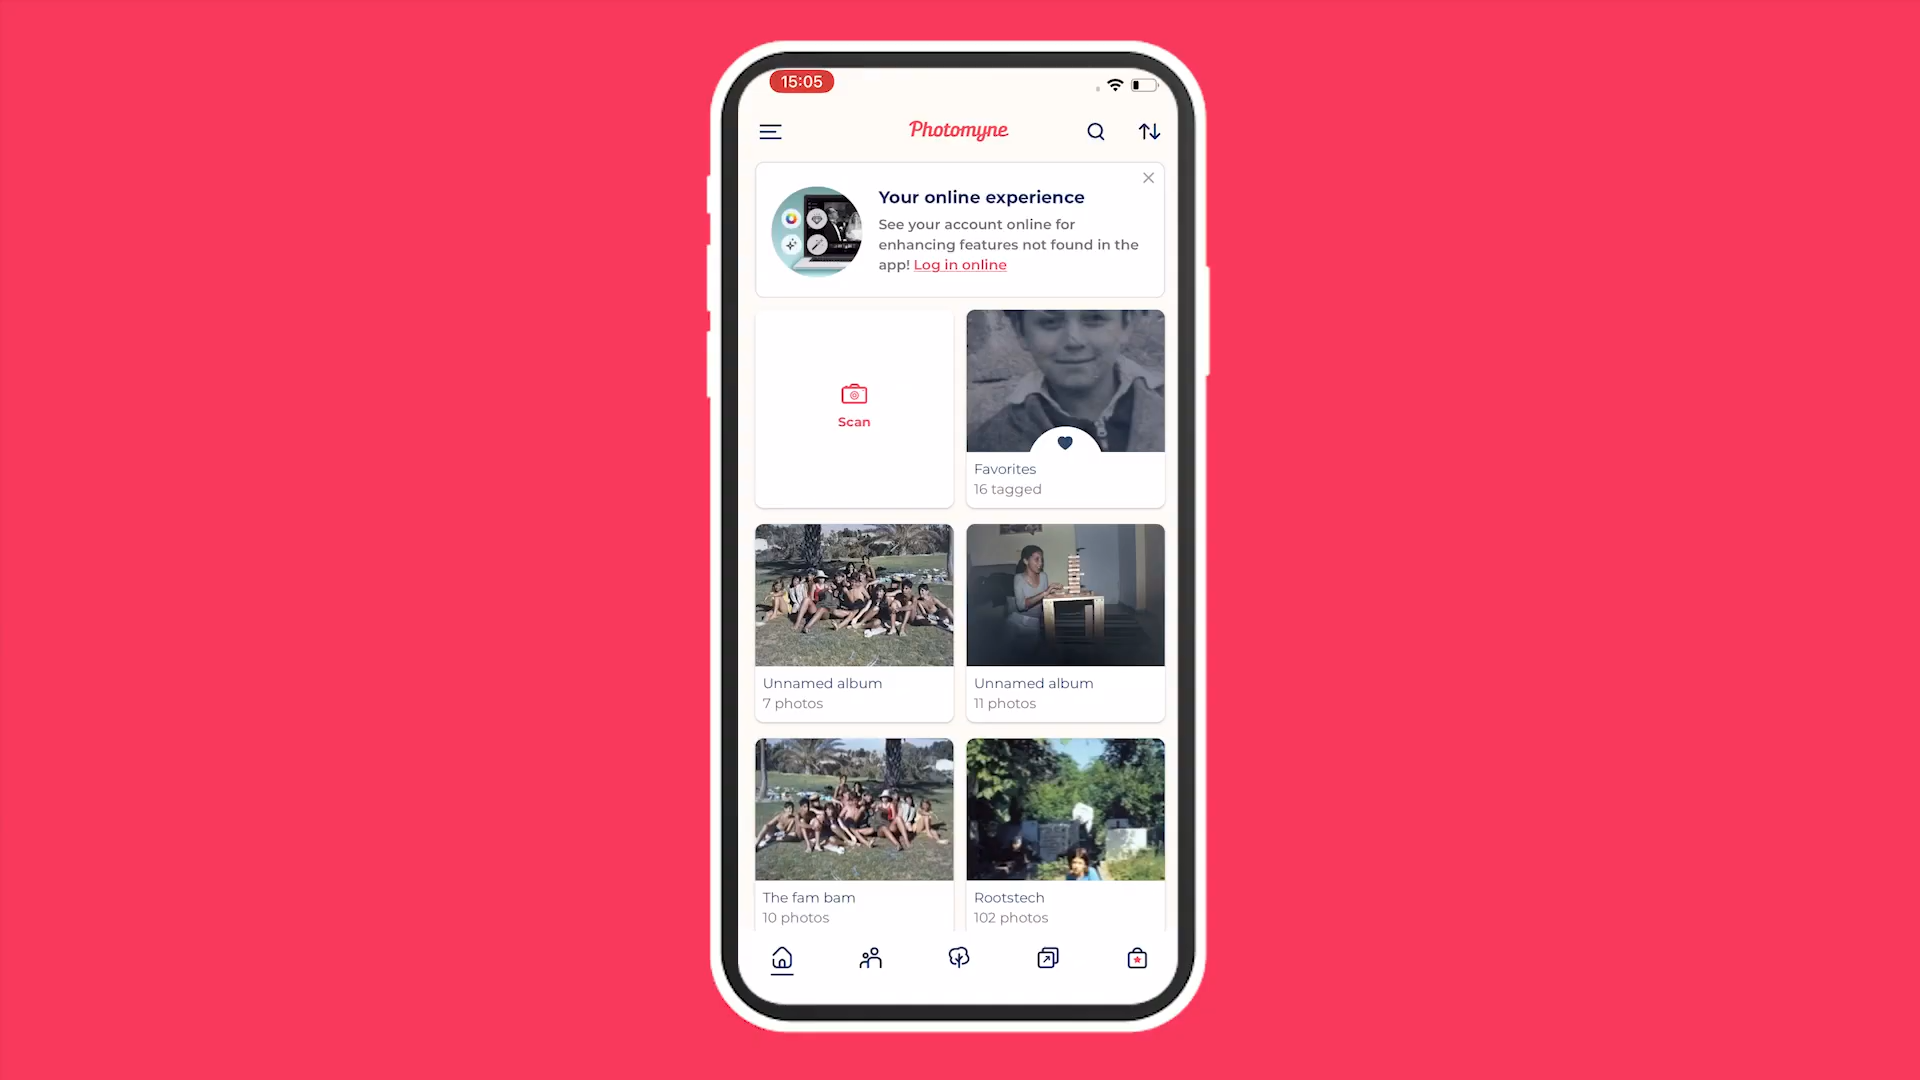 15:05
Photomyne
Your online experience
See your account online for
enhancing features not found in the
app! Log in online
Scan
Favorites
16 tagged
Unnamed album
7 photos
Unnamed album
11 photos
The fam bam
10 photos
Rootstech
102 photos